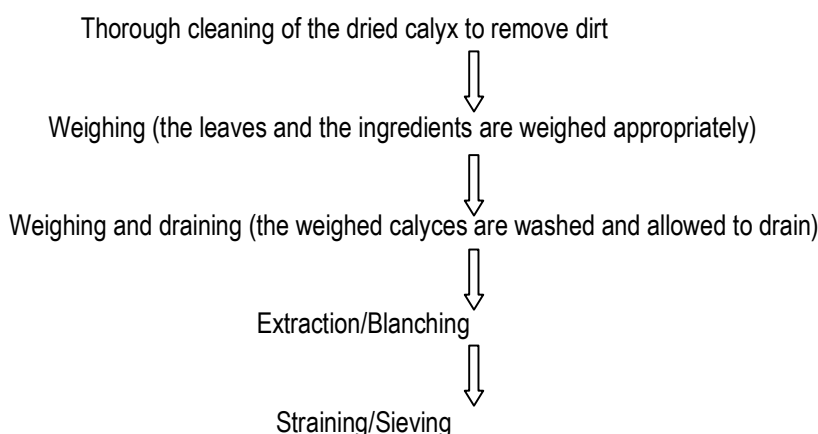 Thorough cleaning of the dried calyx to remove dirt
Weighing (the leaves and the ingredients are weighed appropriately)
Weighing and draining (the weighed calyces are washed and allowed to drain)
Extraction/Blanching
Straining/Sieving